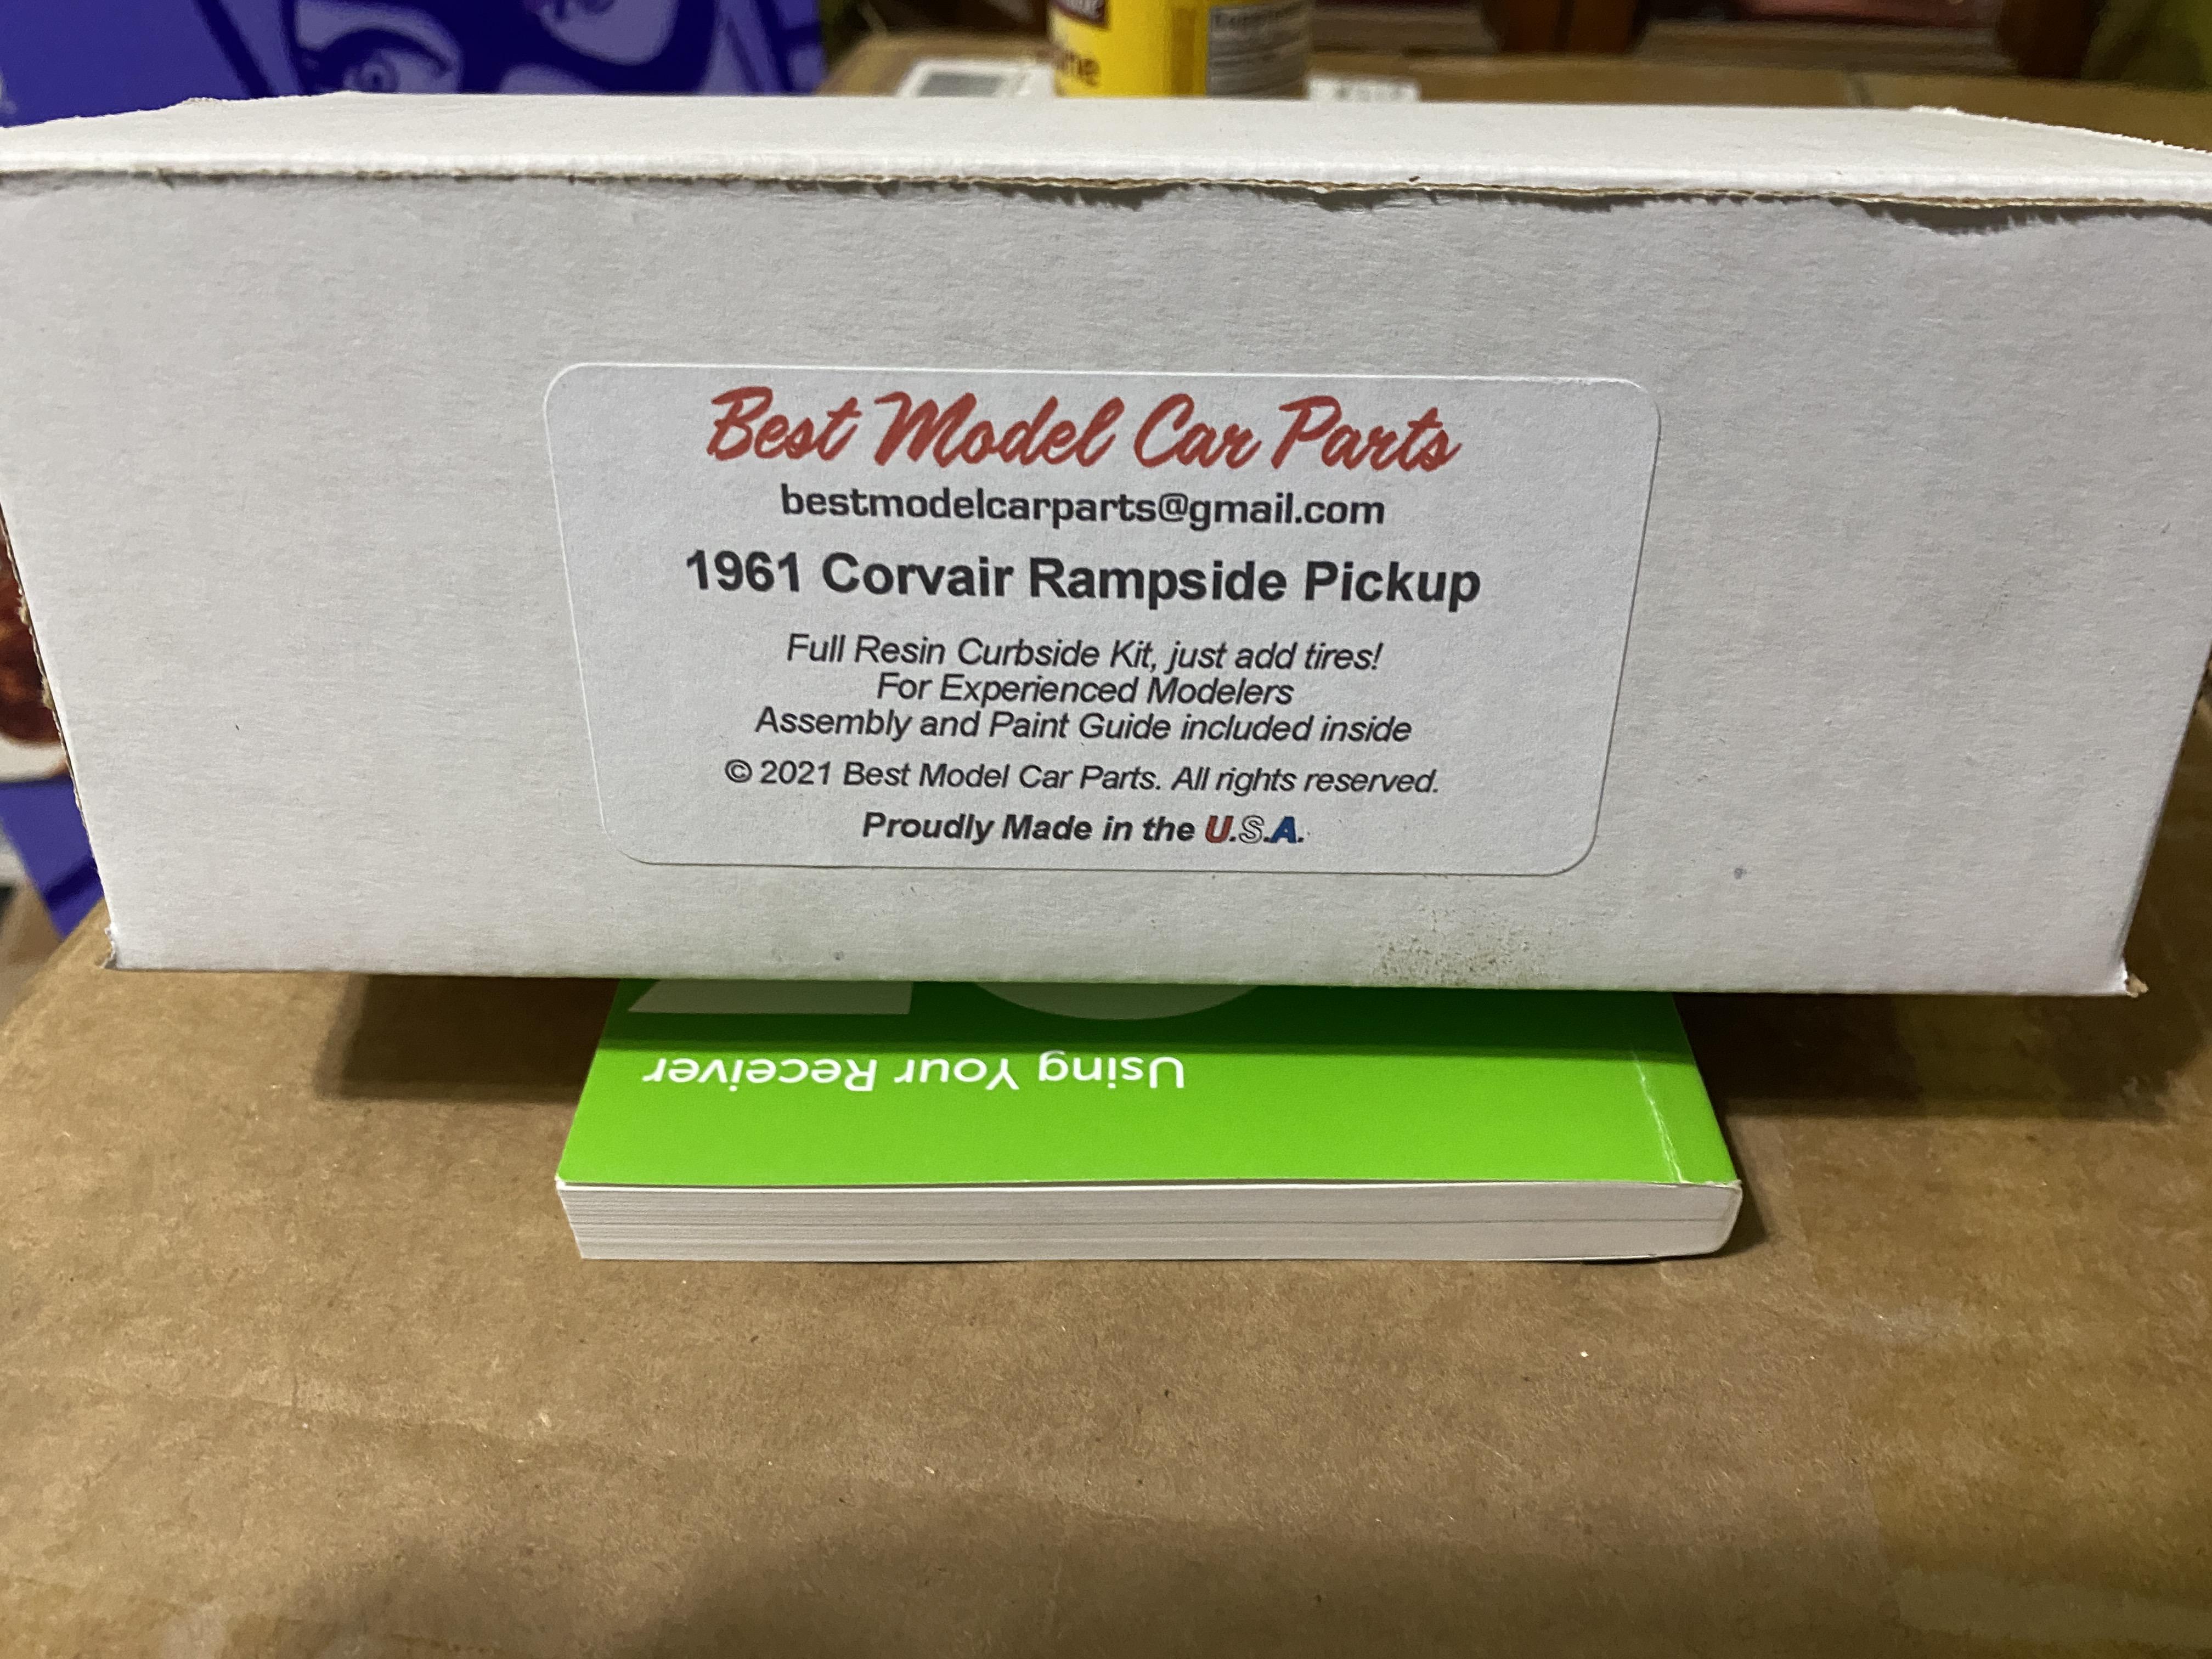 Best Model Car Parts
bestmodelcarparts@gmail.com
1961 Corvair Rampside Pickup
Full Resin Curbside Kit, just add tires!
For Experienced Modelers
Assembly and Paint Guide included inside
© 2021 Best Model Car Parts. All rights reserved.
Proudly Made in the U.S.A.
Using Your Receiver